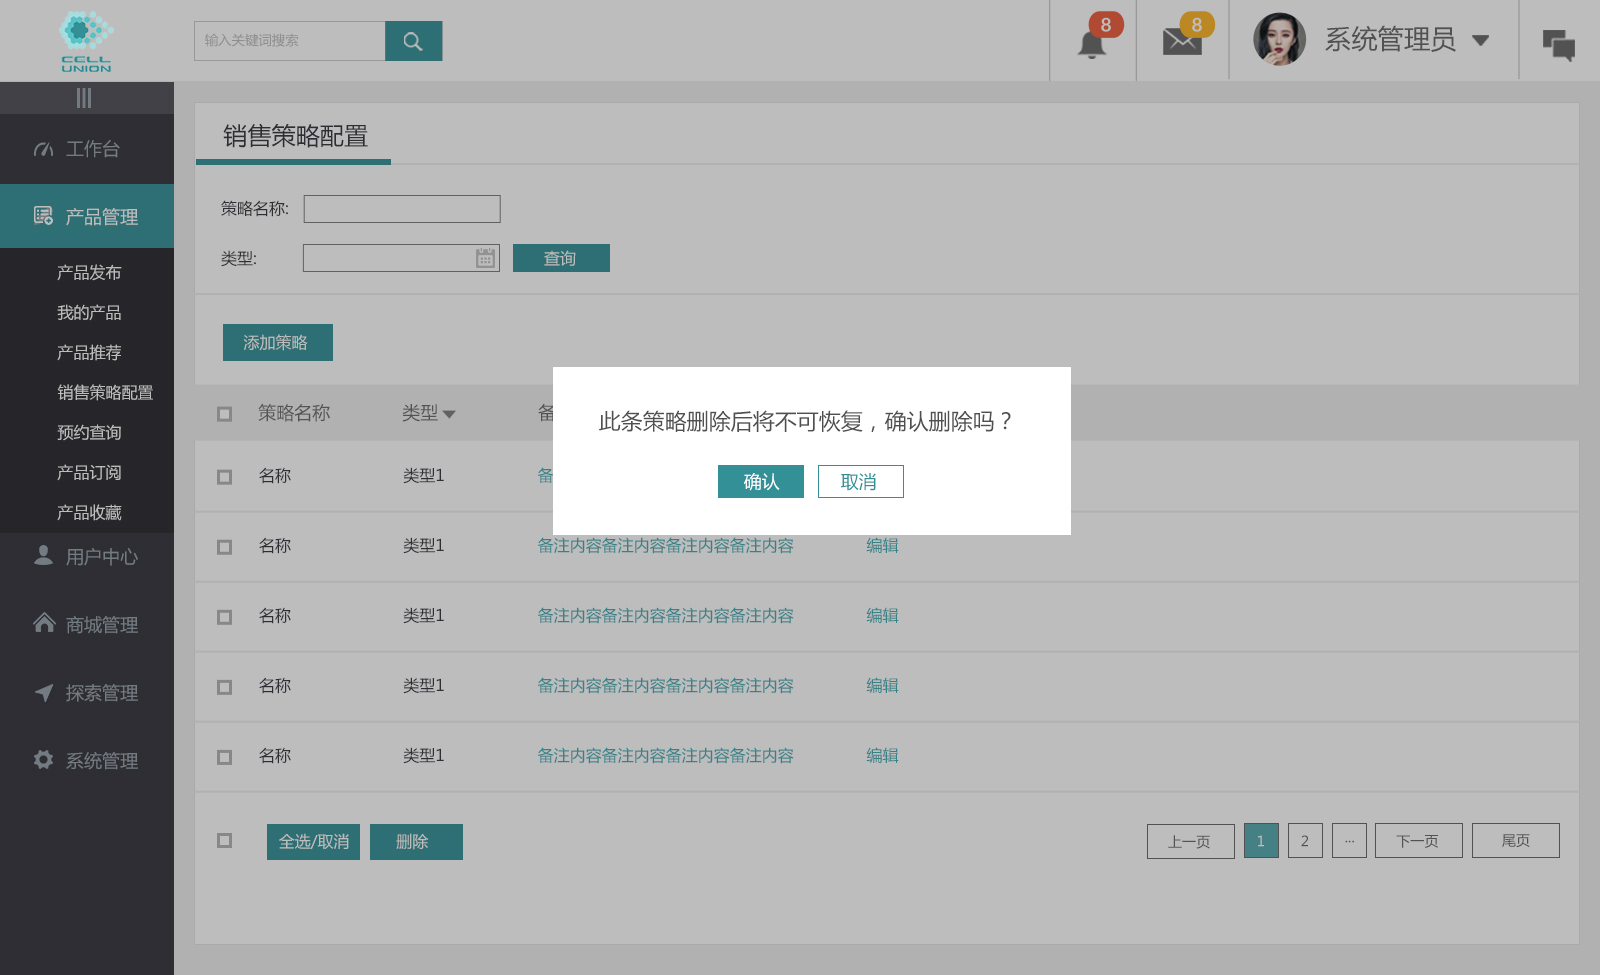 CELL
UNION
输入关键词搜索
8
8
系统管理员
工作台
产品管理
产品发布
我的产品
产品推荐
销售策略配置
预约查询
产品订阅
产品收藏
用户中心
商城管理
探索管理
系统管理
销售策略配置
策略名称:
类型:
查询
添加策略
策略名称 类型 备
名称 类型1 备
此条策略删除后将不可恢复，确认删除吗？
确认 取消
名称 类型1 备注内容备注内容备注内容备注内容 编辑
名称 类型1 备注内容备注内容备注内容备注内容 编辑
名称 类型1 备注内容备注内容备注内容备注内容 编辑
名称 类型1 备注内容备注内容备注内容备注内容 编辑
全选/取消 删除
上一页 1 2 ... 下一页 尾页